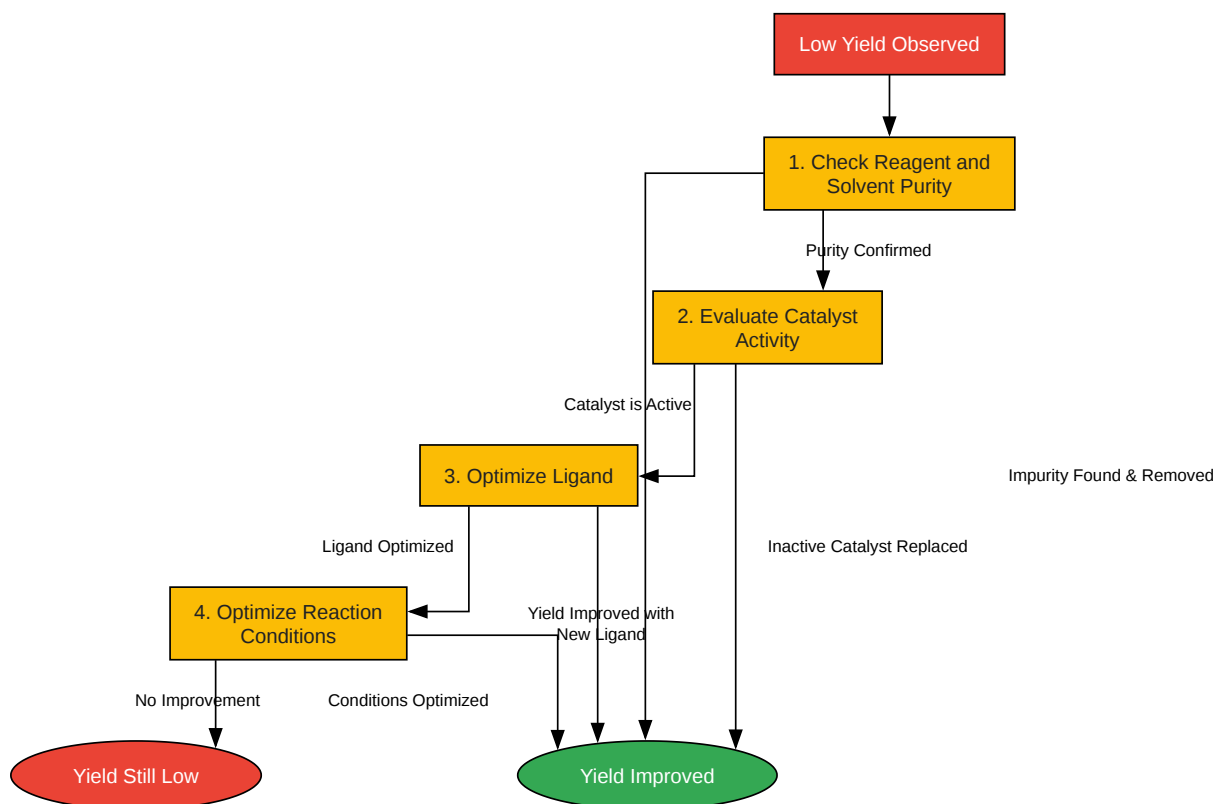 Low Yield Observed
1. Check Reagent and
Solvent Purity
Purity Confirmed
2. Evaluate Catalyst
Activity
Catalyst is Active
3. Optimize Ligand
Impurity Found & Removed
Ligand Optimized
Inactive Catalyst Replaced
4. Optimize Reaction
Conditions
Yield Improved with
New Ligand
No Improvement
Conditions Optimized
Yield Still Low
Yield Improved